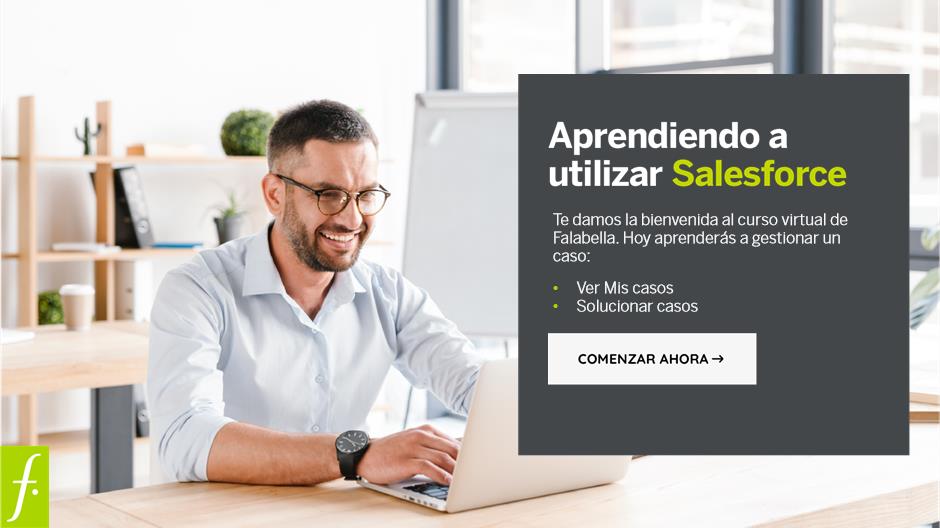 Aprendiendo a
utilizar Salesforce
Te damos la bienvenida al curso virtual de
Falabella. Hoy aprenderás a gestionar un
caso:
• Ver Mis casos
• Solucionar casos
COMENZAR AHORA →
f.